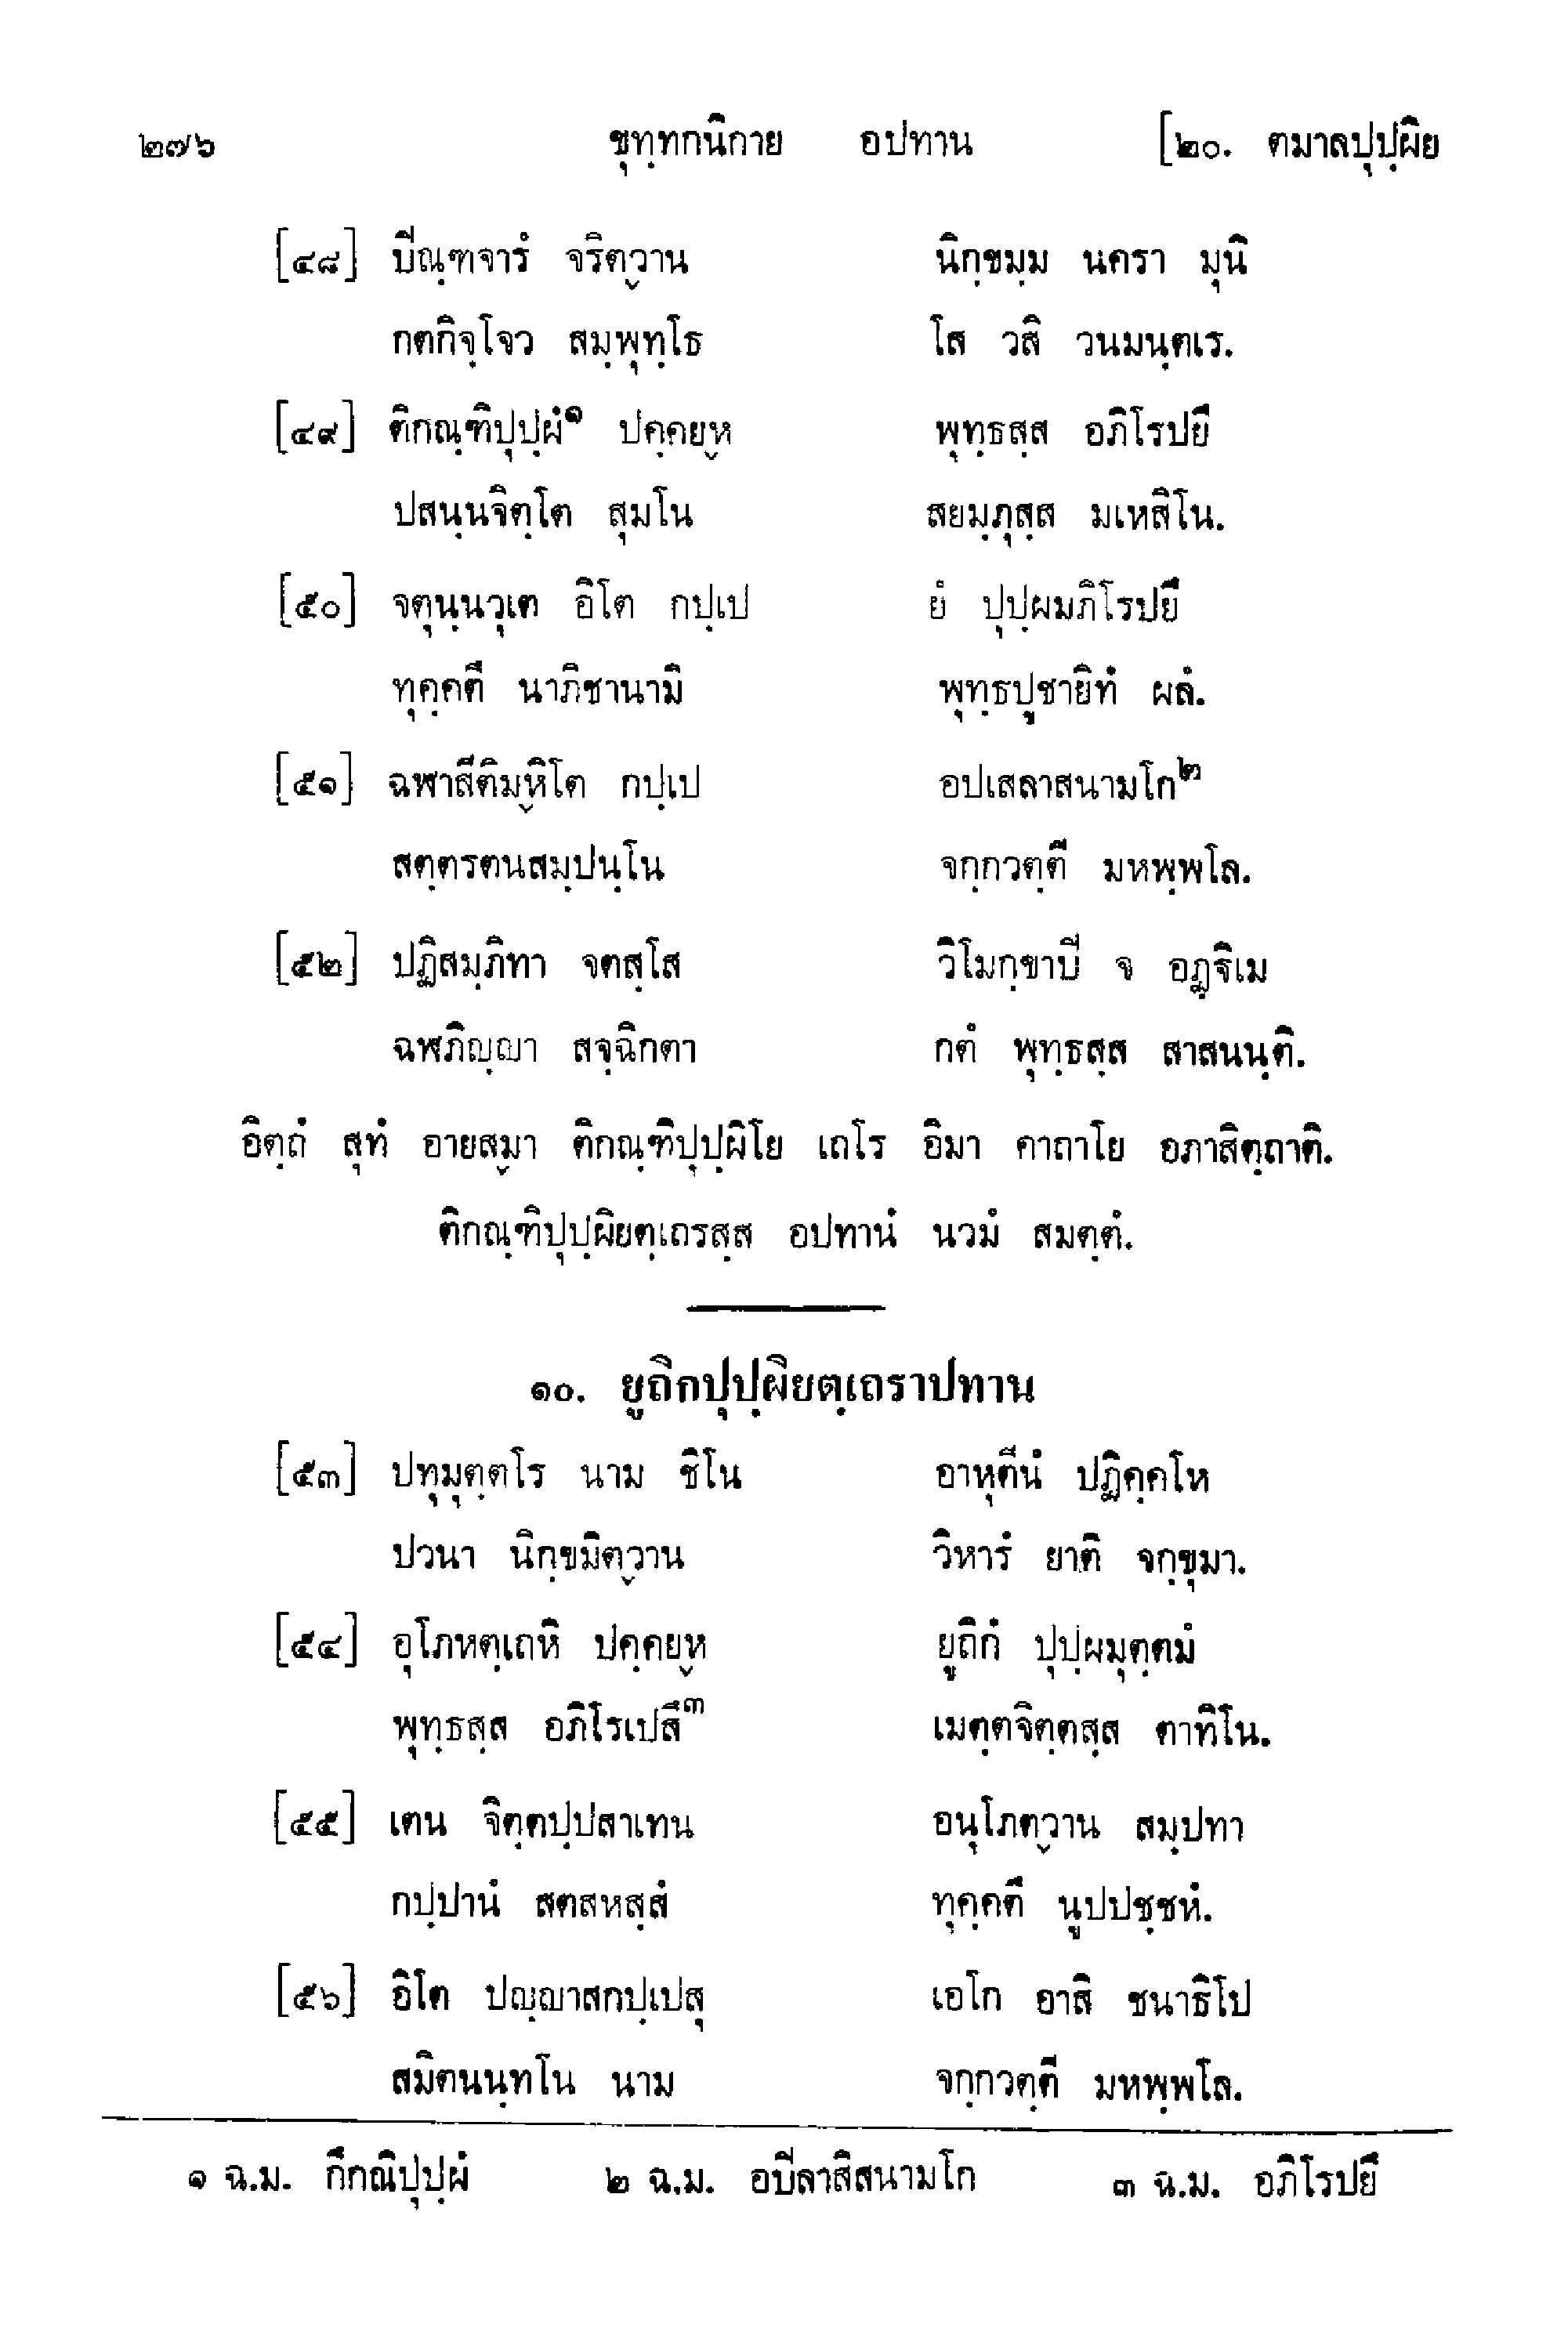 ๒๗๖ ขุทฺทกนิกาย อปทาน [๒๐. ตมาลปุปฺผิย
[๔๘] ปิณฺฑจารํ จริตฺวาน นิกฺขมฺม นครา มุนิ
กตกิจฺโจว สมฺพุทฺโธ โส วสิ วนมนฺตเร.
[๔๙] ติกณฺฑิปุปฺผํ๑ ปคฺคยฺห พุทฺธสฺส อภิโรปยึ
ปสนฺนจิตฺโต สุมโน สยมฺภุสฺส มเหสิโน.
[๕๐] จตุนฺนวุเต อิโต กปฺเป ยํ ปุปฺผมภิโรปยึ
ทุคฺคตึ นาภิชานามิ พุทฺธปูชายิทํ ผลํ.
[๕๑] ฉฬาสีติมฺหิโต กปฺเป อปเสลาสนามโก๒
สตฺตรตนสมฺปนฺโน จกฺกวตฺตี มหพฺพโล.
[๕๒] ปฏิสมฺภิทา จตสฺโส วิโมกฺขาปิ จ อฏฺฐิเม
ฉฬภิญฺญา สจฺฉิกตา กตํ พุทฺธสฺส สาสนนฺติ.
อิตฺถํ สุทํ อายสฺมา ติกณฺฑิปุปฺผิโย เถโร อิมา คาถาโย อภาสิตฺถาติ.
ติกณฺฑิปุปฺผิยตฺเถรสฺส อปทานํ นวมํ สมตฺตํ.
๑๐. ยูถิกปุปฺผิยตฺเถราปทาน
[๕๓] ปทุมุตฺตโร นาม ชิโน อาหุตีนํ ปฏิคฺคโห
ปวนา นิกฺขมิตฺวาน วิหารํ ยาติ จกฺขุมา.
[๕๔] อุโภหตฺเถหิ ปคฺคยฺห ยูถิกํ ปุปฺผมุตฺตมํ
พุทฺธสฺส อภิโรเปสึ๓ เมตฺตจิตฺตสฺส ตาทิโน.
[๕๕] เตน จิตฺตปฺปสาเทน อนุโภตฺวาน สมฺปทา
กปฺปานํ สตสหสฺสํ ทุคฺคตึ นูปปชฺชหํ.
[๕๖] อิโต ปญฺญาสกปฺเปสุ เอโก อาสิ ชนาธิโป
สมิตนนฺทโน นาม จกฺกวตฺตี มหพฺพโล.
๑ ฉ.ม. กึกณิปุปฺผํ ๒ ฉ.ม. อปิลาสิสนามโก ๓ ฉ.ม. อภิโรปยึ